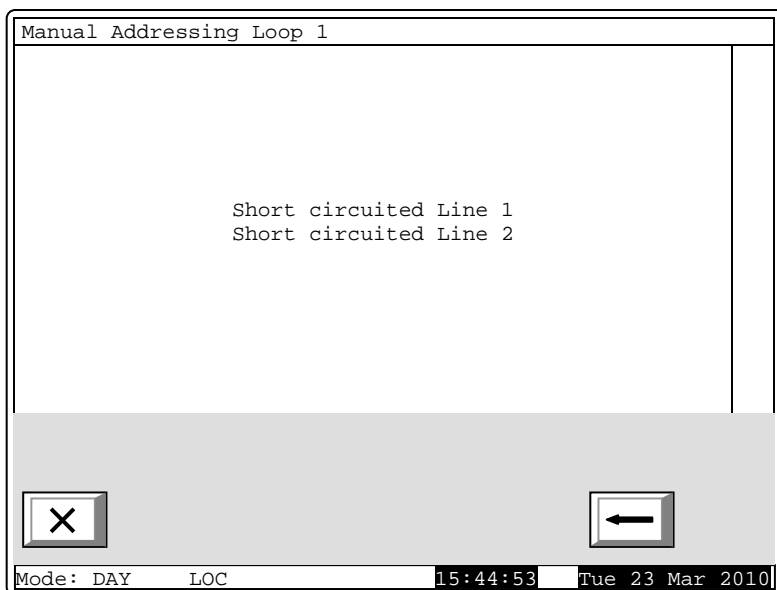 Manual Addressing Loop 1
Short circuited Line 1
Short circuited Line 2
Mode: DAY LOC 15:44:53 Tue 23 Mar 2010